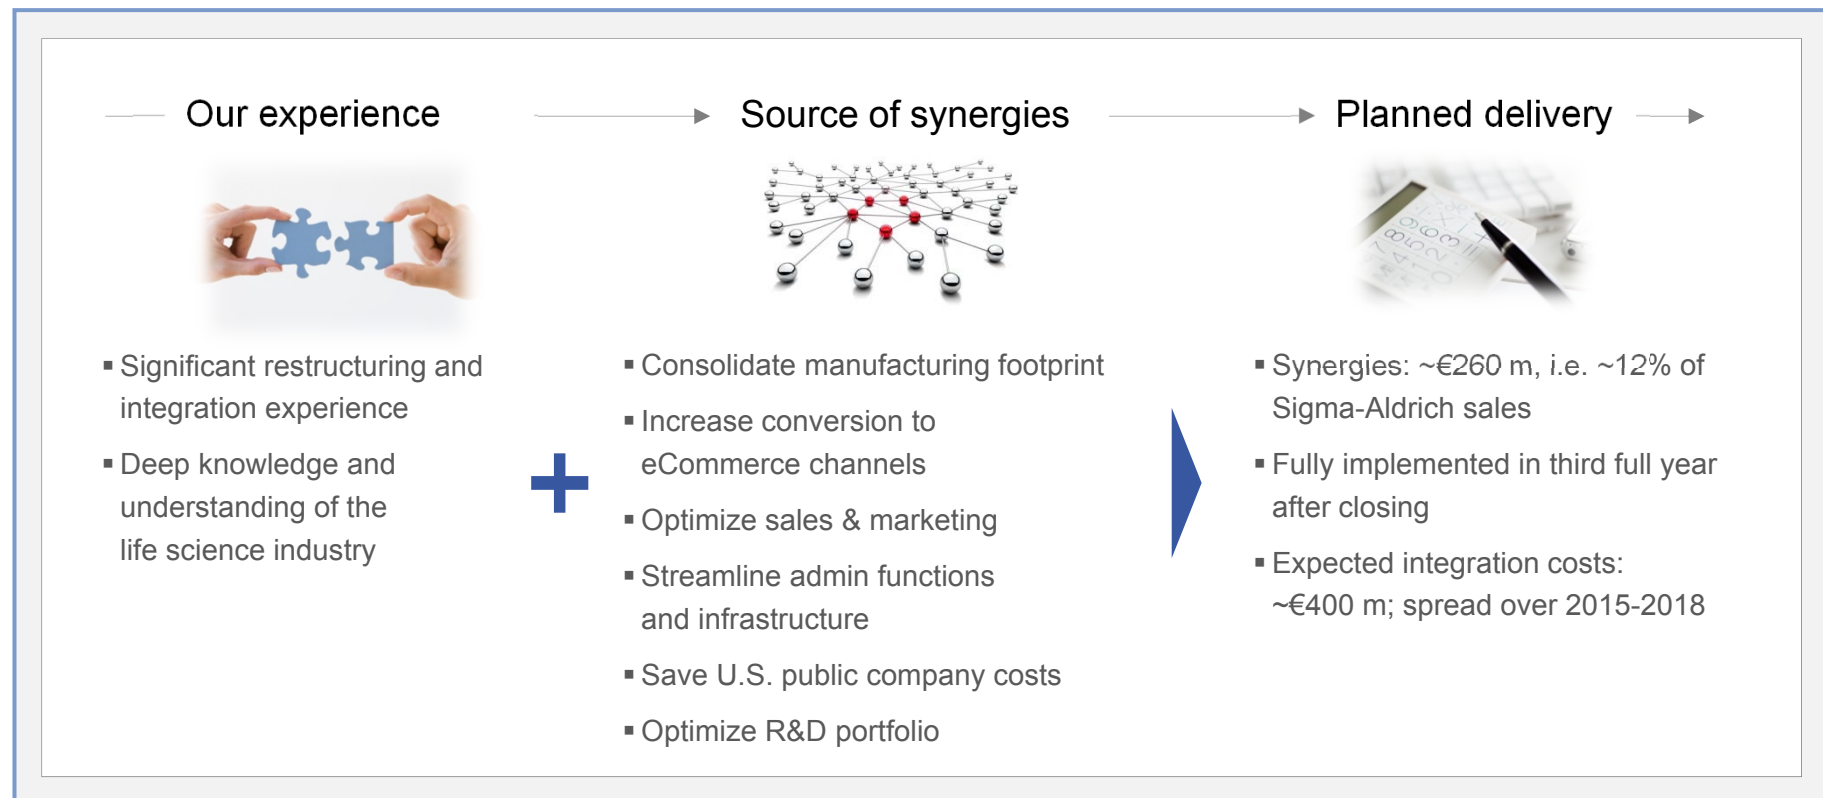 Our experience
Source of synergies
Planned delivery
▪ Significant restructuring and
integration experience
▪ Deep knowledge and
understanding of the
life science industry
▪ Consolidate manufacturing footprint
▪ Increase conversion to
eCommerce channels
▪ Optimize sales & marketing
▪ Streamline admin functions
and infrastructure
▪ Save U.S. public company costs
▪ Optimize R&D portfolio
▪ Synergies: ~€260 m, i.e. ~12% of
Sigma-Aldrich sales
▪ Fully implemented in third full year
after closing
▪ Expected integration costs:
~€400 m; spread over 2015-2018